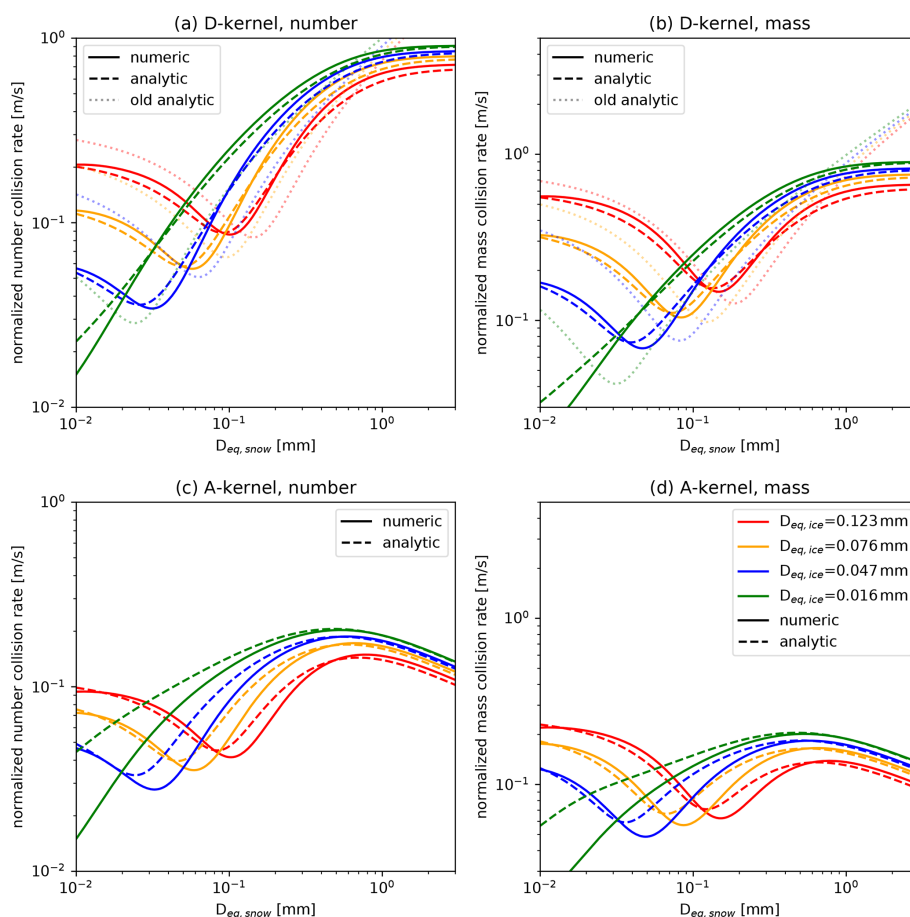 (a) D-kernel, number
normalized number collision rate [m/s]
10⁰
10⁻¹
10⁻²
numeric
analytic
old analytic
10⁻² 10⁻¹ 10⁰
D_eq, snow [mm]
(b) D-kernel, mass
normalized mass collision rate [m/s]
10⁰
10⁻¹
numeric
analytic
old analytic
10⁻² 10⁻¹ 10⁰
D_eq, snow [mm]
(c) A-kernel, number
normalized number collision rate [m/s]
10⁰
10⁻¹
10⁻²
numeric
analytic
10⁻² 10⁻¹ 10⁰
D_eq, snow [mm]
(d) A-kernel, mass
normalized mass collision rate [m/s]
10⁰
10⁻¹
D_eq, ice=0.123 mm
D_eq, ice=0.076 mm
D_eq, ice=0.047 mm
D_eq, ice=0.016 mm
numeric
analytic
10⁻² 10⁻¹ 10⁰
D_eq, snow [mm]